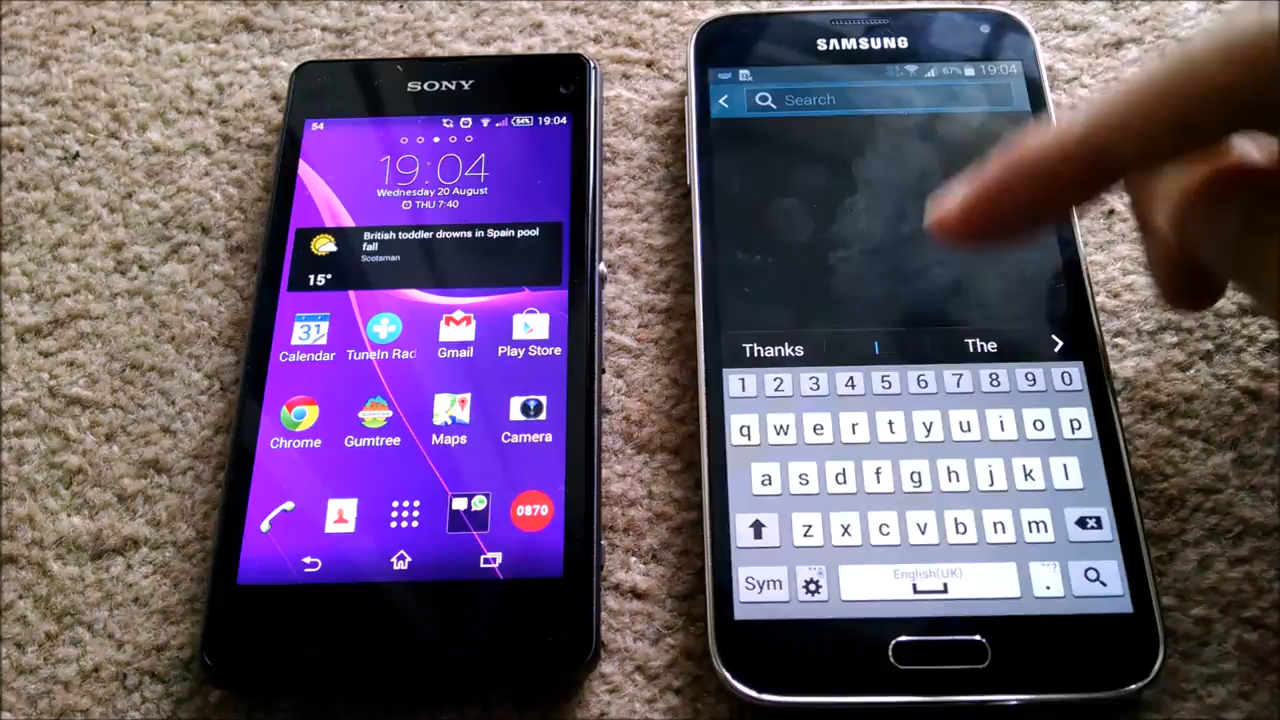 SONY
54
54% 19:04
19:04
Wednesday 20 August
THU 7:40
British toddler drowns in Spain pool
fall
Scotsman
15°
31
Calendar
TuneIn Rad
Gmail
Play Store
Chrome
Gumtree
Maps
Camera
0870
SAMSUNG
67% 19:04
Search
Thanks
I
The
1 2 3 4 5 6 7 8 9 0
q w e r t y u i o p
a s d f g h j k l
z x c v b n m
Sym
English(UK)
.